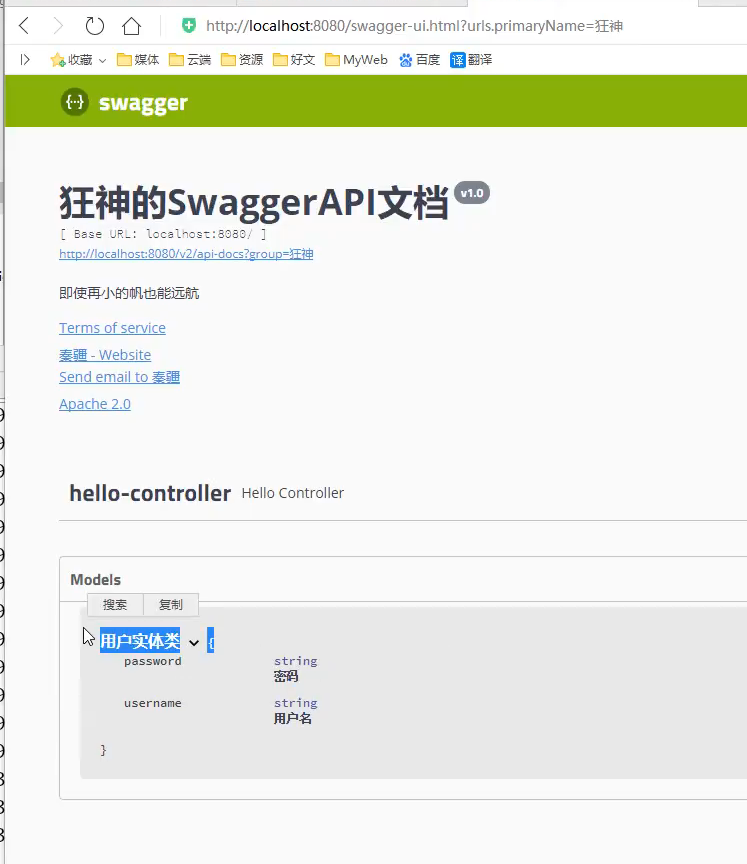 http://localhost:8080/swagger-ui.html?urls.primaryName=狂神
收藏 媒体 云端 资源 好文 MyWeb 百度 译 翻译
{··} swagger
狂神的SwaggerAPI文档 v1.0
[ Base URL: localhost:8080/ ]
http://localhost:8080/v2/api-docs?group=狂神
即使再小的帆也能远航
Terms of service
秦疆 - Website
Send email to 秦疆
Apache 2.0
hello-controller Hello Controller
Models
搜索 复制
用户实体类 {
password string
密码
username string
用户名
}